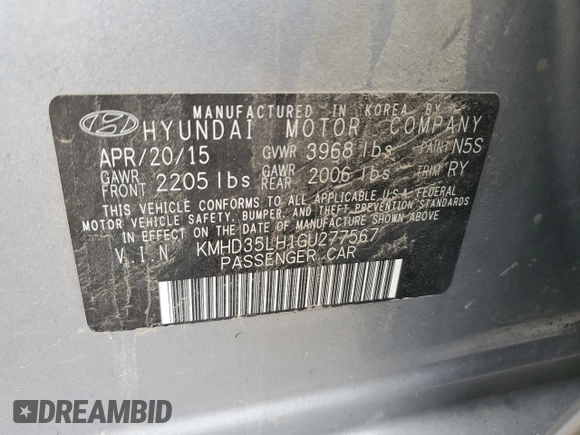 MANUFACTURED IN KOREA BY
HYUNDAI MOTOR COMPANY
APR/20/15 GVWR 3968 lbs PAINT N5S
GAWR FRONT 2205 lbs GAWR REAR 2006 lbs TRIM RY
THIS VEHICLE CONFORMS TO ALL APPLICABLE U.S.A. FEDERAL
MOTOR VEHICLE SAFETY, BUMPER, AND THEFT PREVENTION STANDARDS
IN EFFECT ON THE DATE OF MANUFACTURE SHOWN ABOVE.
V I N KMHD35LH1GU277567
PASSENGER CAR
DREAMBID